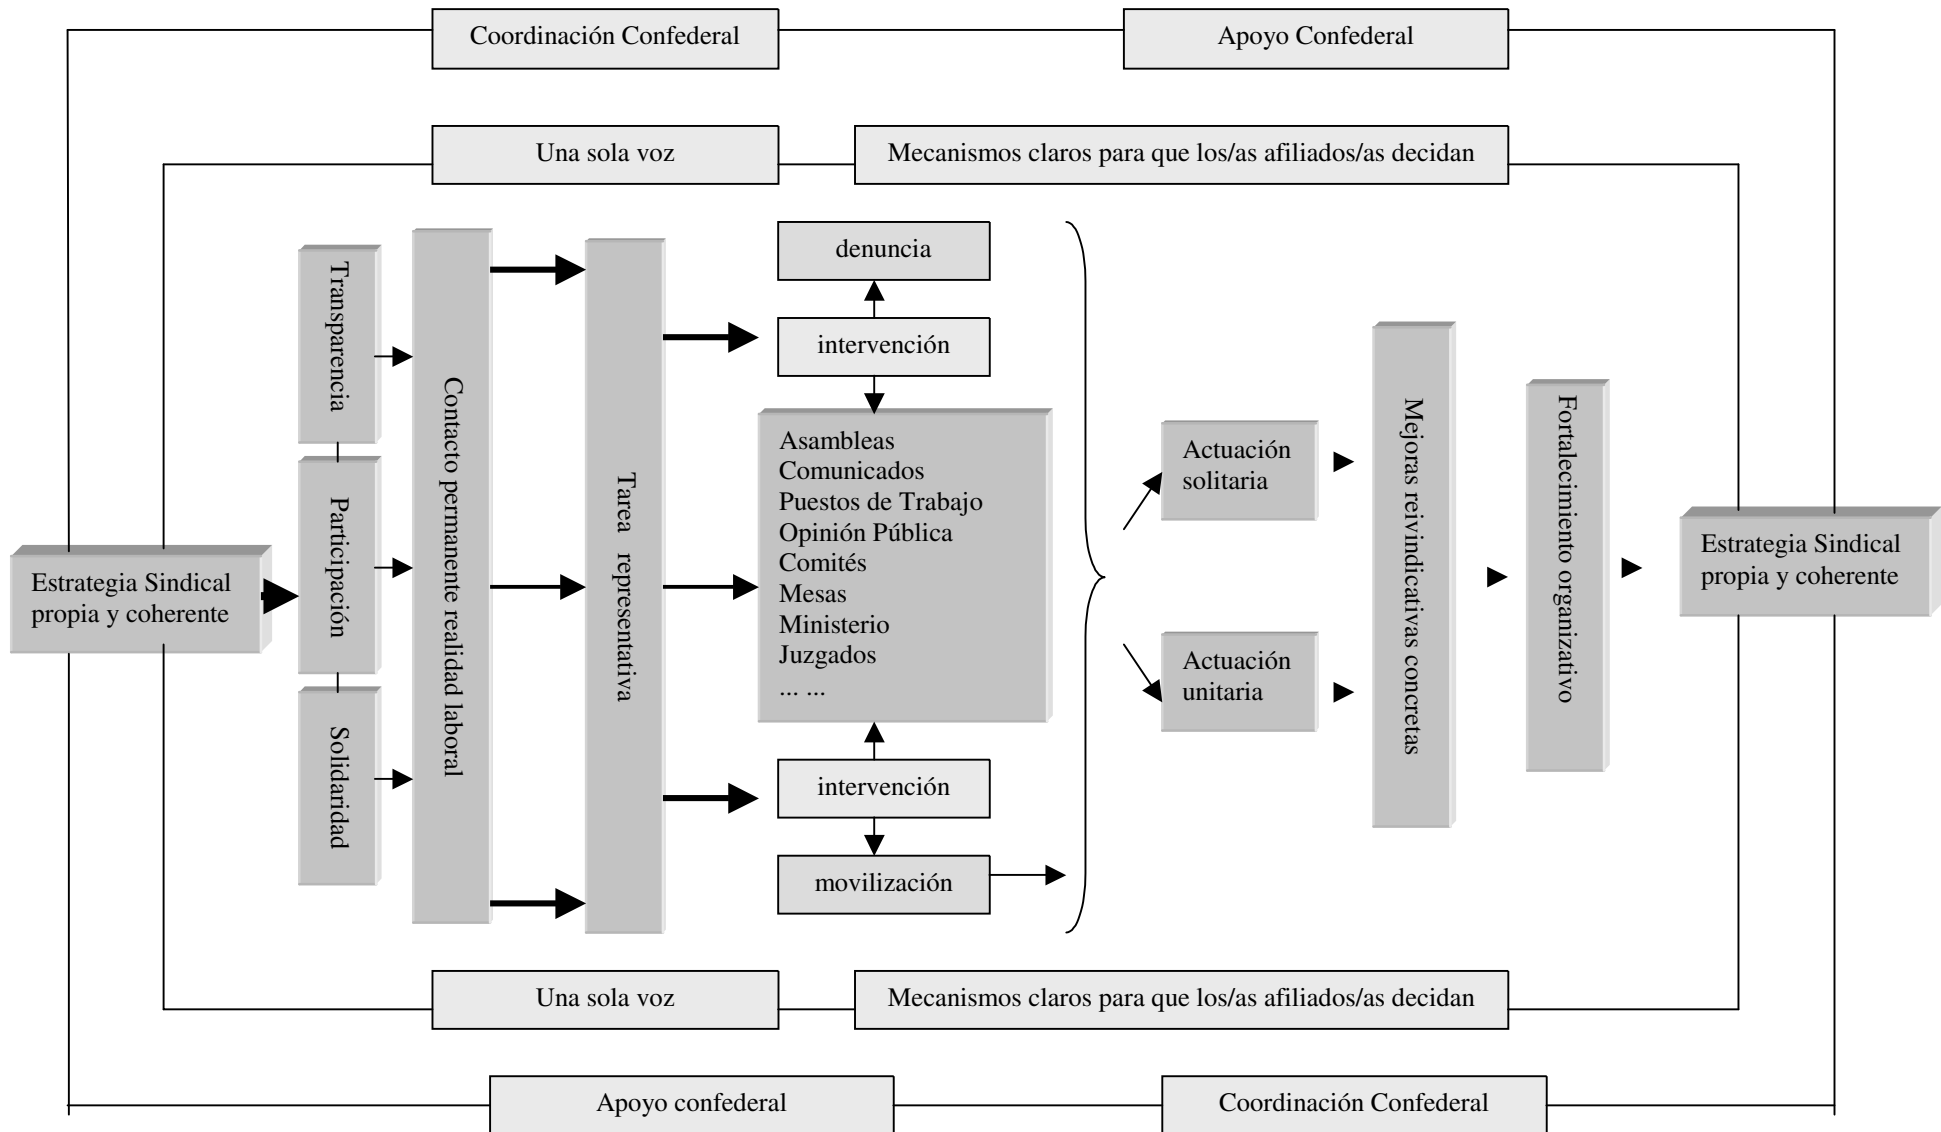 Coordinación Confederal
Apoyo Confederal
Una sola voz
Mecanismos claros para que los/as afiliados/as decidan
Estrategia Sindical
propia y coherente
Transparencia
Participación
Solidaridad
Contacto permanente realidad laboral
Tarea representativa
denuncia
intervención
Asambleas
Comunicados
Puestos de Trabajo
Opinión Pública
Comités
Mesas
Ministerio
Juzgados
... ...
intervención
movilización
Actuación
solitaria
Actuación
unitaria
Mejoras reivindicativas concretas
Fortalecimiento organizativo
Estrategia Sindical
propia y coherente
Una sola voz
Mecanismos claros para que los/as afiliados/as decidan
Apoyo confederal
Coordinación Confederal